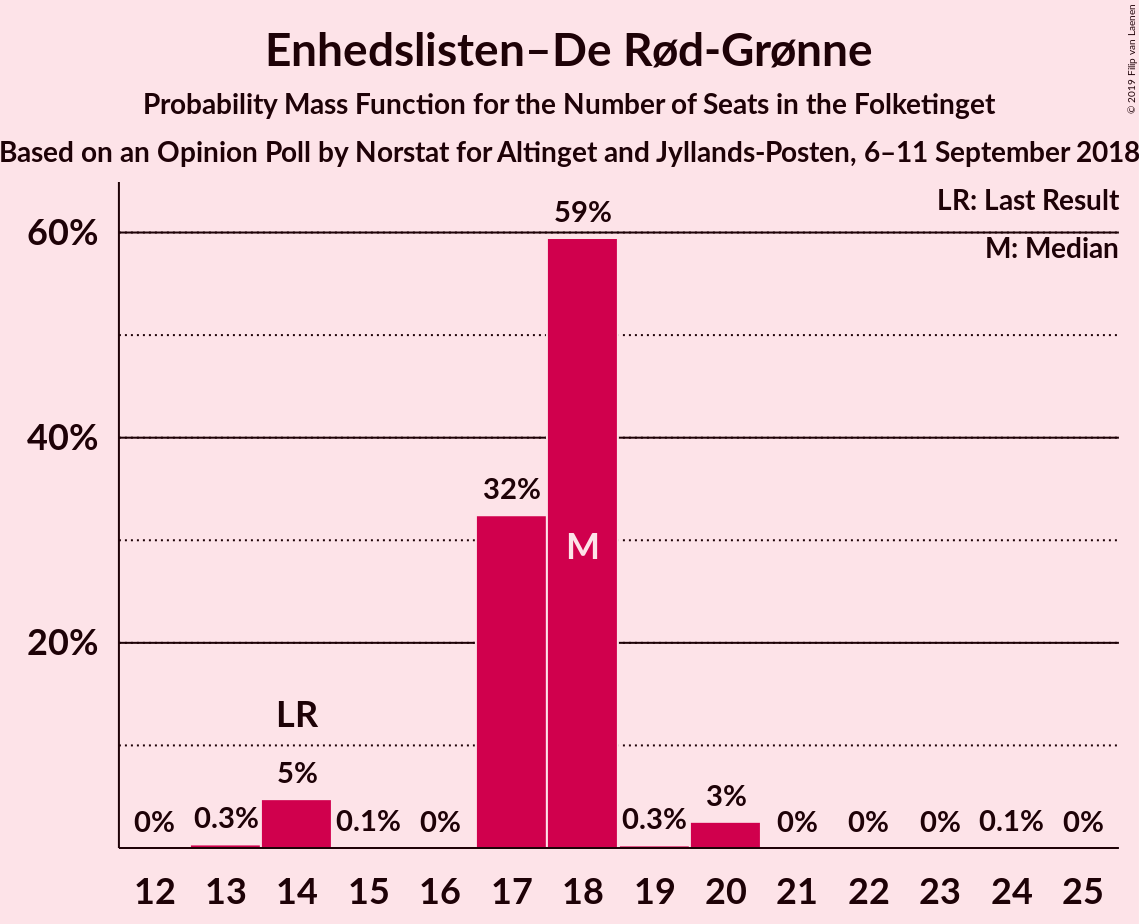 Enhedslisten–De Rød-Grønne
Probability Mass Function for the Number of Seats in the Folketinget
Based on an Opinion Poll by Norstat for Altinget and Jyllands-Posten, 6–11 September 2018
© 2019 Filip van Laenen
LR: Last Result
M: Median
60%
40%
20%
0%
0.3%
LR
5%
0.1%
0%
32%
59%
M
0.3%
3%
0%
0%
0%
0.1%
0%
12 13 14 15 16 17 18 19 20 21 22 23 24 25